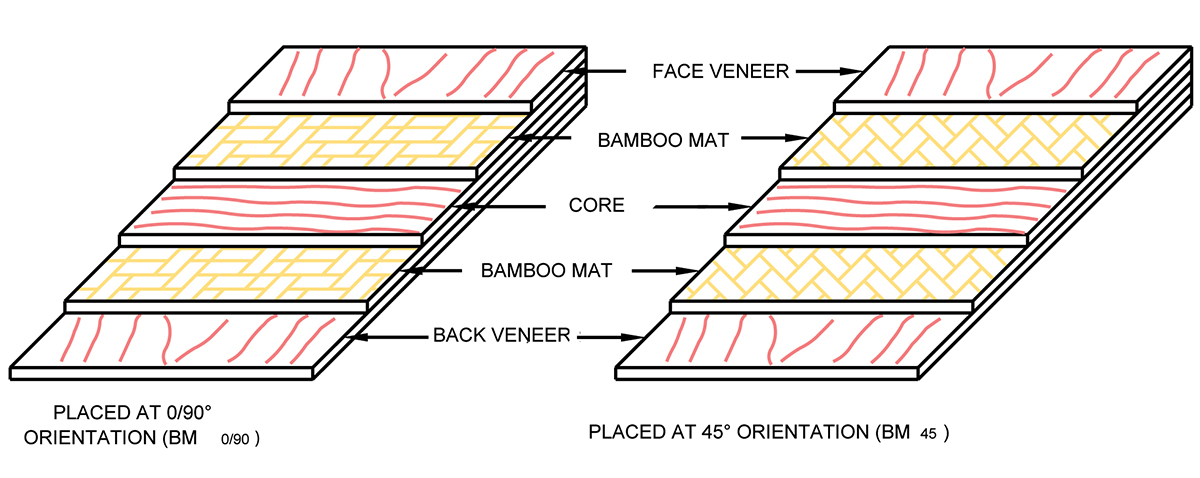 FACE VENEER
BAMBOO MAT
CORE
BAMBOO MAT
BACK VENEER
PLACED AT 0/90°
ORIENTATION (BM 0/90 )
PLACED AT 45° ORIENTATION (BM 45 )